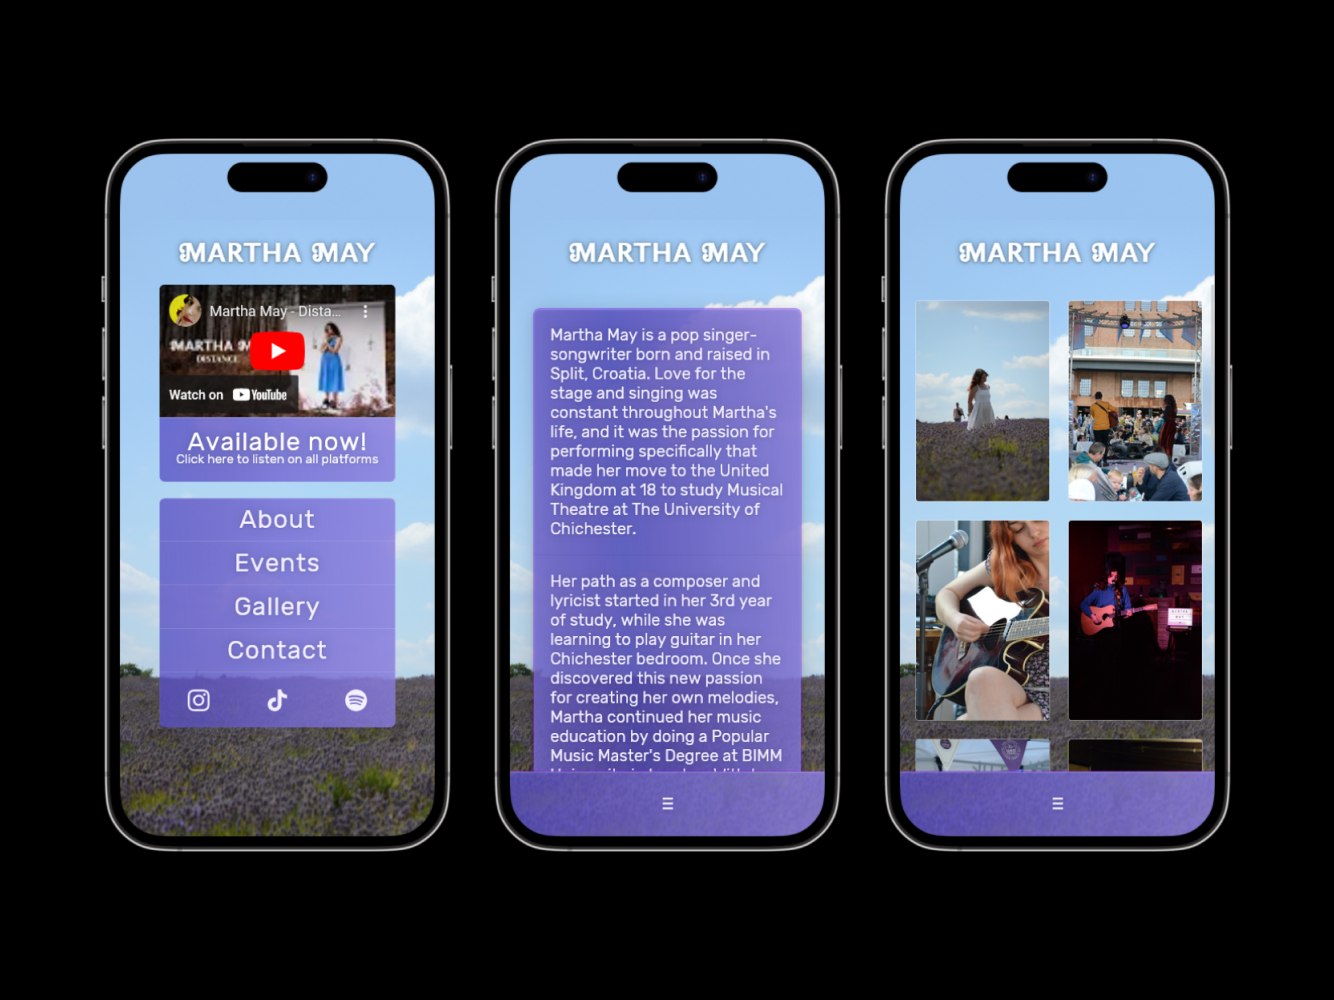 MARTHA MAY
Martha May - Dista...
MARTHA M
DISTANCE
Watch on YouTube
Available now!
Click here to listen on all platforms
About
Events
Gallery
Contact
MARTHA MAY
Martha May is a pop singer-
songwriter born and raised in
Split, Croatia. Love for the
stage and singing was
constant throughout Martha's
life, and it was the passion for
performing specifically that
made her move to the United
Kingdom at 18 to study Musical
Theatre at The University of
Chichester.
Her path as a composer and
lyricist started in her 3rd year
of study, while she was
learning to play guitar in her
Chichester bedroom. Once she
discovered this new passion
for creating her own melodies,
Martha continued her music
education by doing a Popular
Music Master's Degree at BIMM
MARTHA MAY